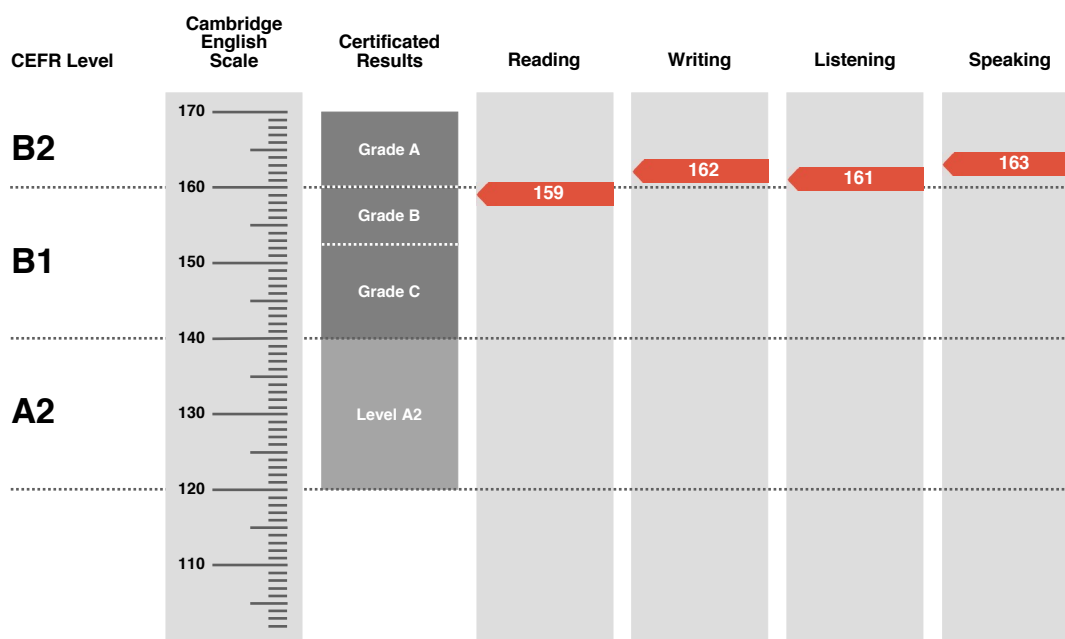 CEFR Level
Cambridge
English
Scale
Certificated
Results
Reading
Writing
Listening
Speaking
B2
B1
A2
170
160
150
140
130
120
110
Grade A
Grade B
Grade C
Level A2
159
162
161
163